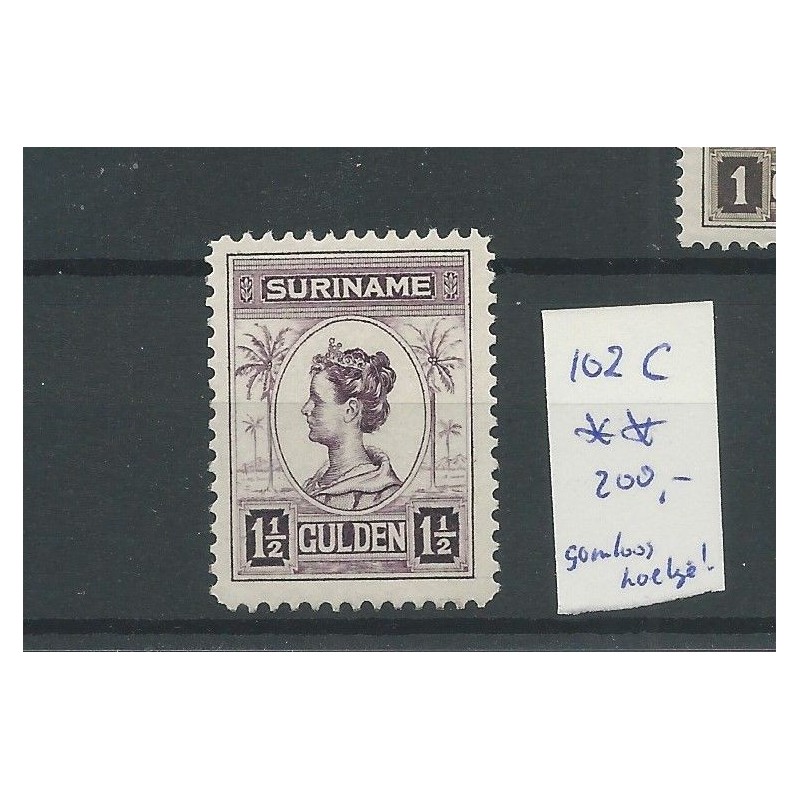 1
SURINAME
1½ GULDEN 1½
102 C
**
200,-
gomloos
hoekje!